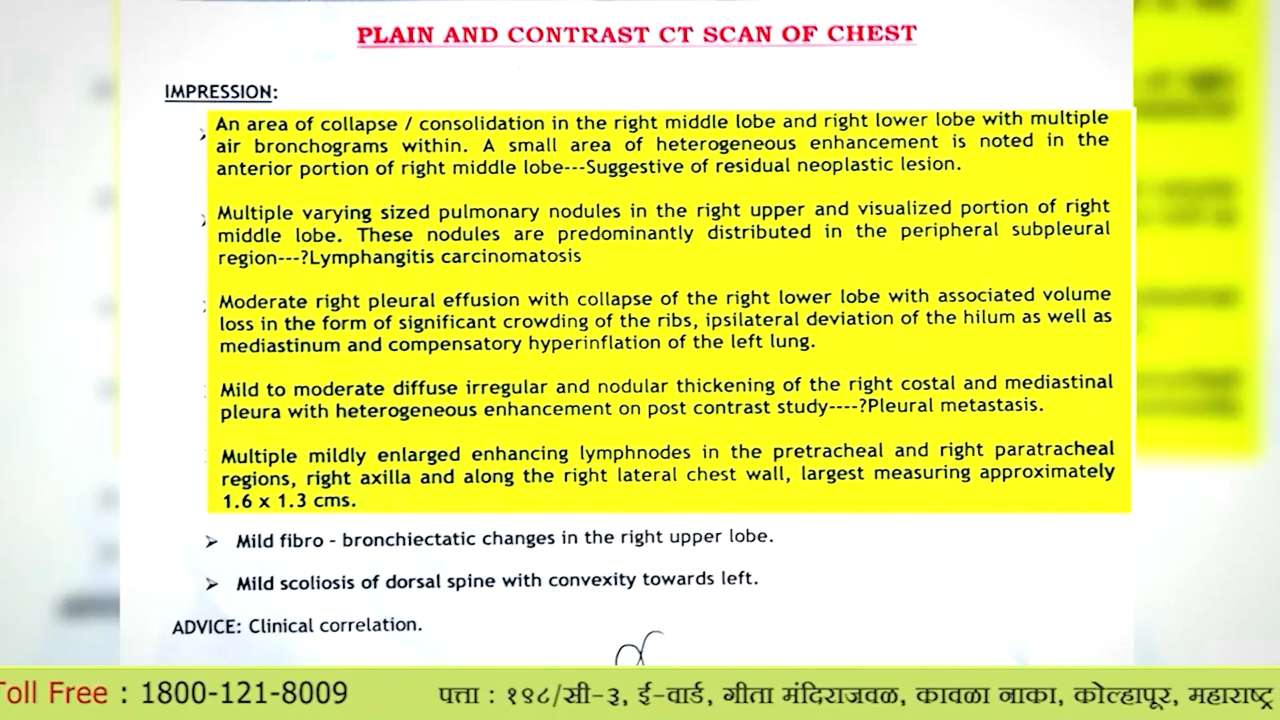 PLAIN AND CONTRAST CT SCAN OF CHEST
IMPRESSION:
An area of collapse / consolidation in the right middle lobe and right lower lobe with multiple
air bronchograms within. A small area of heterogeneous enhancement is noted in the
anterior portion of right middle lobe---Suggestive of residual neoplastic lesion.
Multiple varying sized pulmonary nodules in the right upper and visualized portion of right
middle lobe. These nodules are predominantly distributed in the peripheral subpleural
region---?Lymphangitis carcinomatosis
Moderate right pleural effusion with collapse of the right lower lobe with associated volume
loss in the form of significant crowding of the ribs, ipsilateral deviation of the hilum as well as
mediastinum and compensatory hyperinflation of the left lung.
Mild to moderate diffuse irregular and nodular thickening of the right costal and mediastinal
pleura with heterogeneous enhancement on post contrast study----?Pleural metastasis.
Multiple mildly enlarged enhancing lymphnodes in the pretracheal and right paratracheal
regions, right axilla and along the right lateral chest wall, largest measuring approximately
1.6 x 1.3 cms.
➢ Mild fibro - bronchiectatic changes in the right upper lobe.
➢ Mild scoliosis of dorsal spine with convexity towards left.
ADVICE: Clinical correlation.
Toll Free : 1800-121-8009 पत्ता : १९८/सी-३, ई-वार्ड, गीता मंदिराजवळ, कावळा नाका, कोल्हापूर, महाराष्ट्र